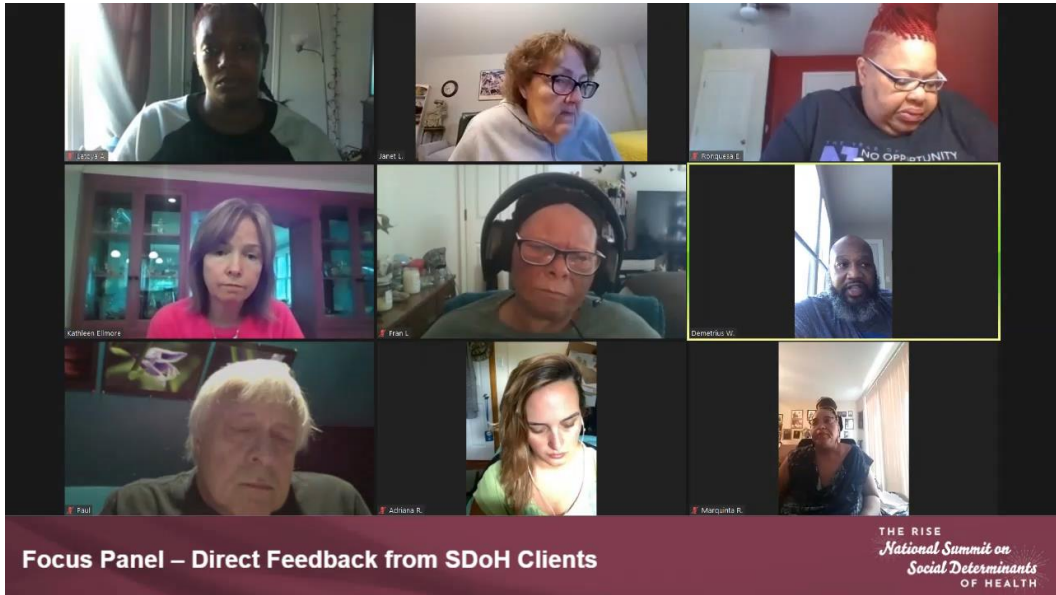 Latoya A.
Janet L.
Ronquesa E.
NO OPPORTUNITY
Kathleen Ellmore
Fran L
Demetrius W.
Paul
Adriana R.
Marquinta R.
Focus Panel – Direct Feedback from SDoH Clients
THE RISE
National Summit on
Social Determinants
OF HEALTH